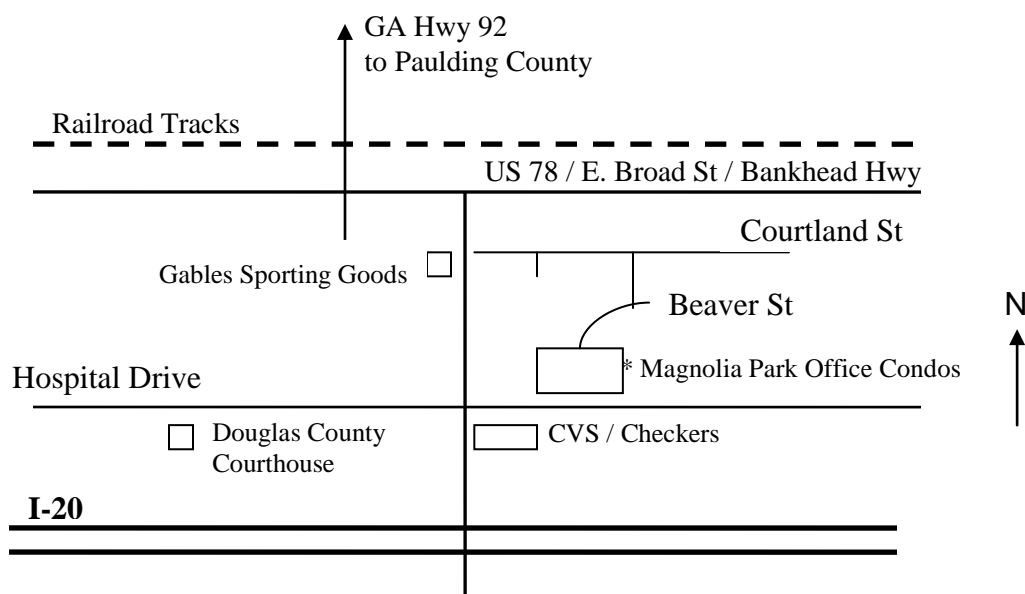 GA Hwy 92
to Paulding County
Railroad Tracks
US 78 / E. Broad St / Bankhead Hwy
Courtland St
Gables Sporting Goods
Beaver St
N
* Magnolia Park Office Condos
Hospital Drive
Douglas County
Courthouse
CVS / Checkers
I-20